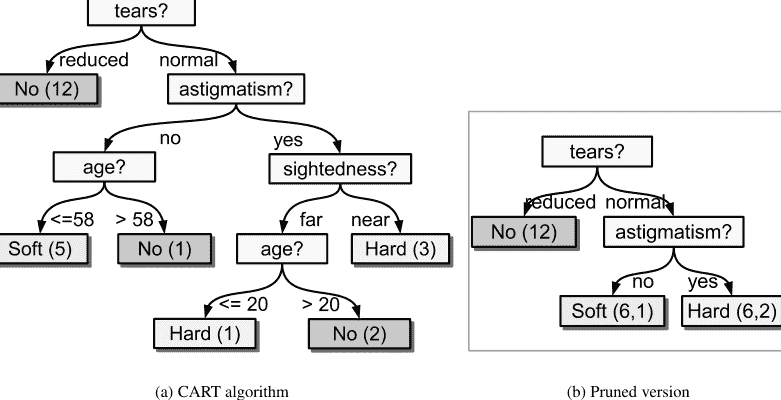 tears?
reduced normal
No (12) astigmatism?
no yes
age? sightedness?
<=58 > 58 far near
Soft (5) No (1) age? Hard (3)
<= 20 > 20
Hard (1) No (2)
(a) CART algorithm
tears?
reduced normal
No (12) astigmatism?
no yes
Soft (6,1) Hard (6,2)
(b) Pruned version